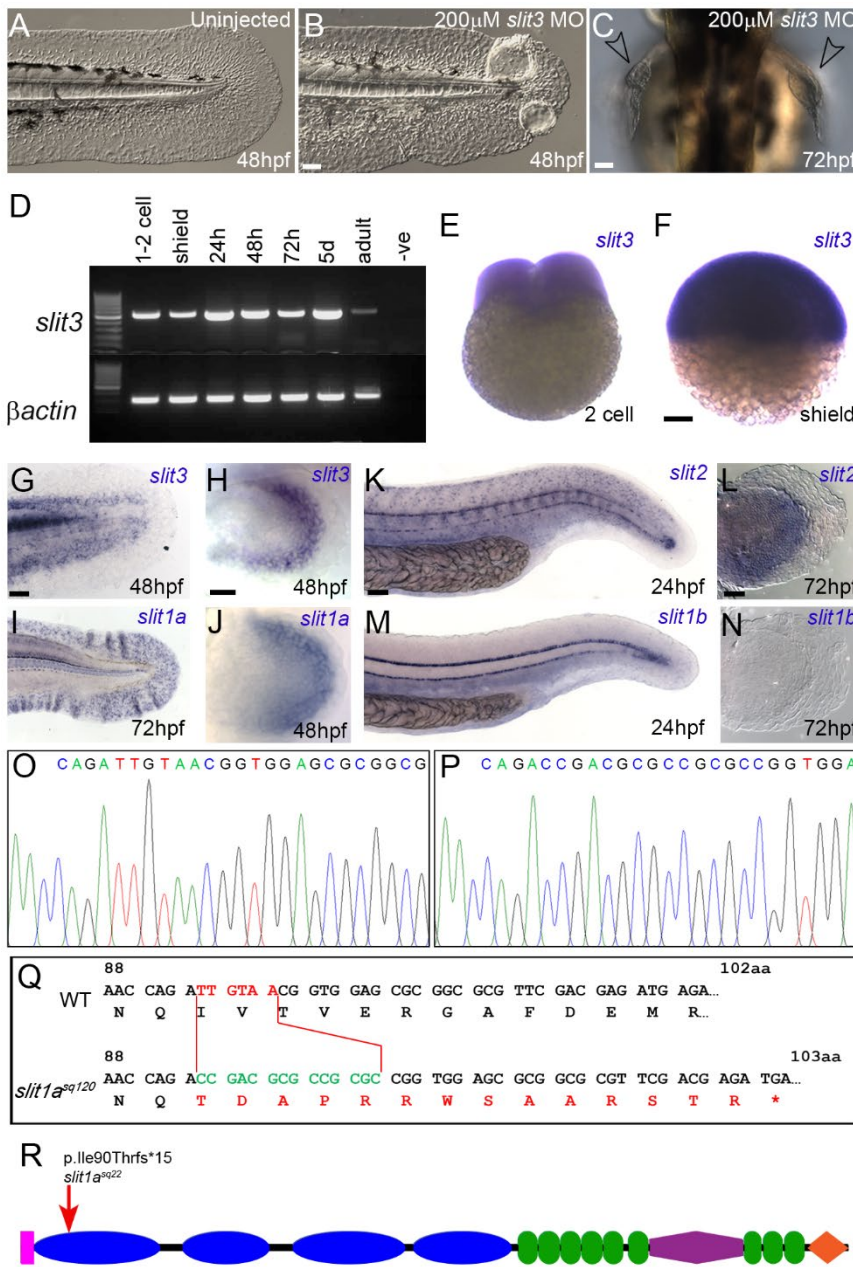 A
Uninjected
48hpf
B
200µM slit3 MO
48hpf
C
200µM slit3 MO
72hpf
D
1-2 cell
shield
24h
48h
72h
5d
adult
-ve
slit3
βactin
E
slit3
2 cell
F
slit3
shield
G
slit3
48hpf
H
slit3
48hpf
K
slit2
24hpf
L
slit2
72hpf
I
slit1a
72hpf
J
slit1a
48hpf
M
slit1b
24hpf
N
slit1b
72hpf
O
CAGATTGTAACGGTGGAGCGCGGCG
P
CAGACCGACGCGCCGCGCCGGTGGA
Q
88 102aa
WT
AAC CAG ATT GTA ACG GTG GAG CGC GGC GCG TTC GAC GAG ATG AGA…
N Q I V T V E R G A F D E M R…
88 103aa
slit1a sq120
AAC CAG ACC GAC GCG CCG CGC CGG TGG AGC GCG GCG CGT TCG ACG AGA TGA…
N Q T D A P R R W S A A R S T R *
R
p.Ile90Thrfs*15
slit1a sq22